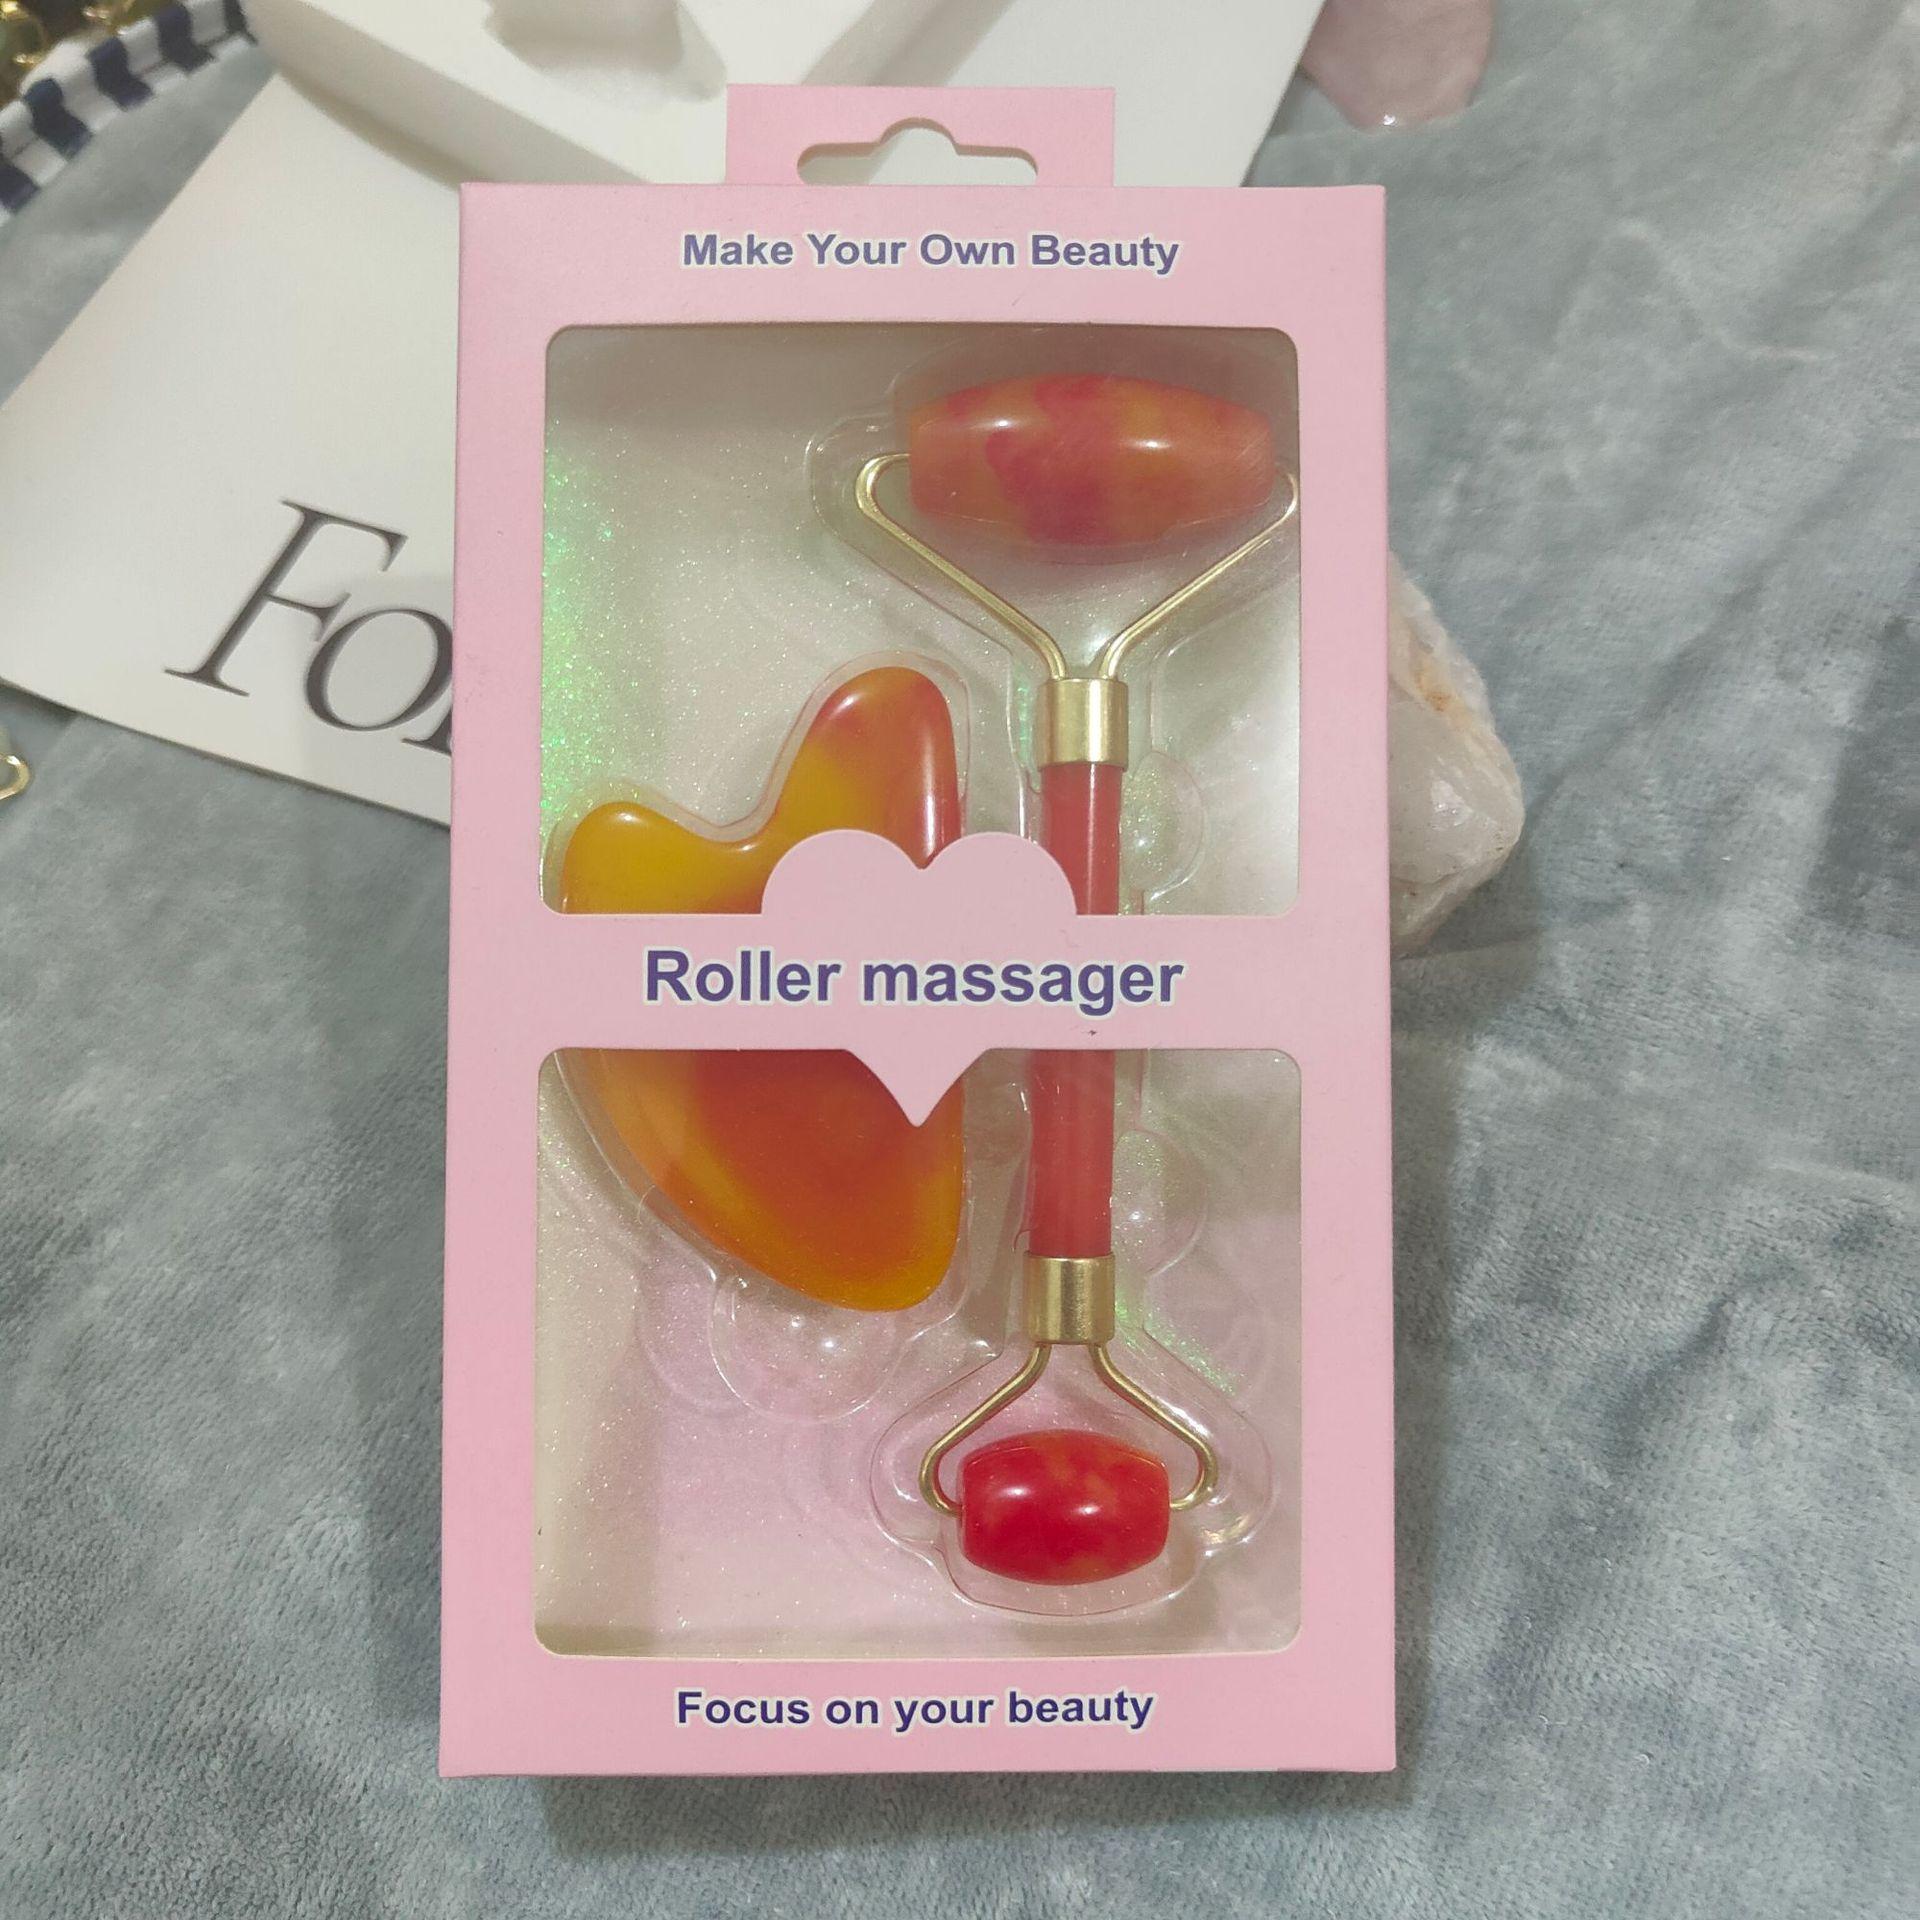 Make Your Own Beauty
Roller massager
Focus on your beauty